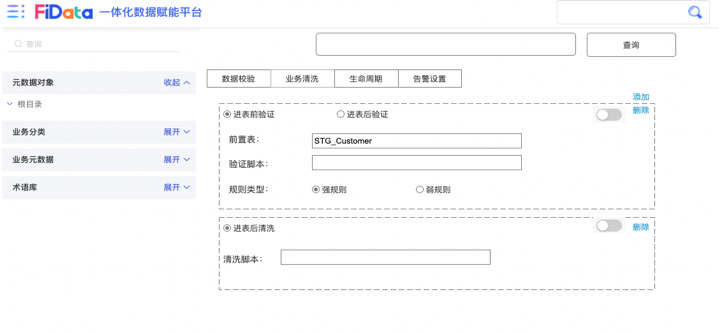 FiData 一体化数据赋能平台
查询
查询
元数据对象 收起
根目录
业务分类 展开
业务元数据 展开
术语库 展开
数据校验 业务清洗 生命周期 告警设置
添加
进表前验证 进表后验证 删除
前置表： STG_Customer
验证脚本：
规则类型： 强规则 弱规则
进表后清洗 删除
清洗脚本：